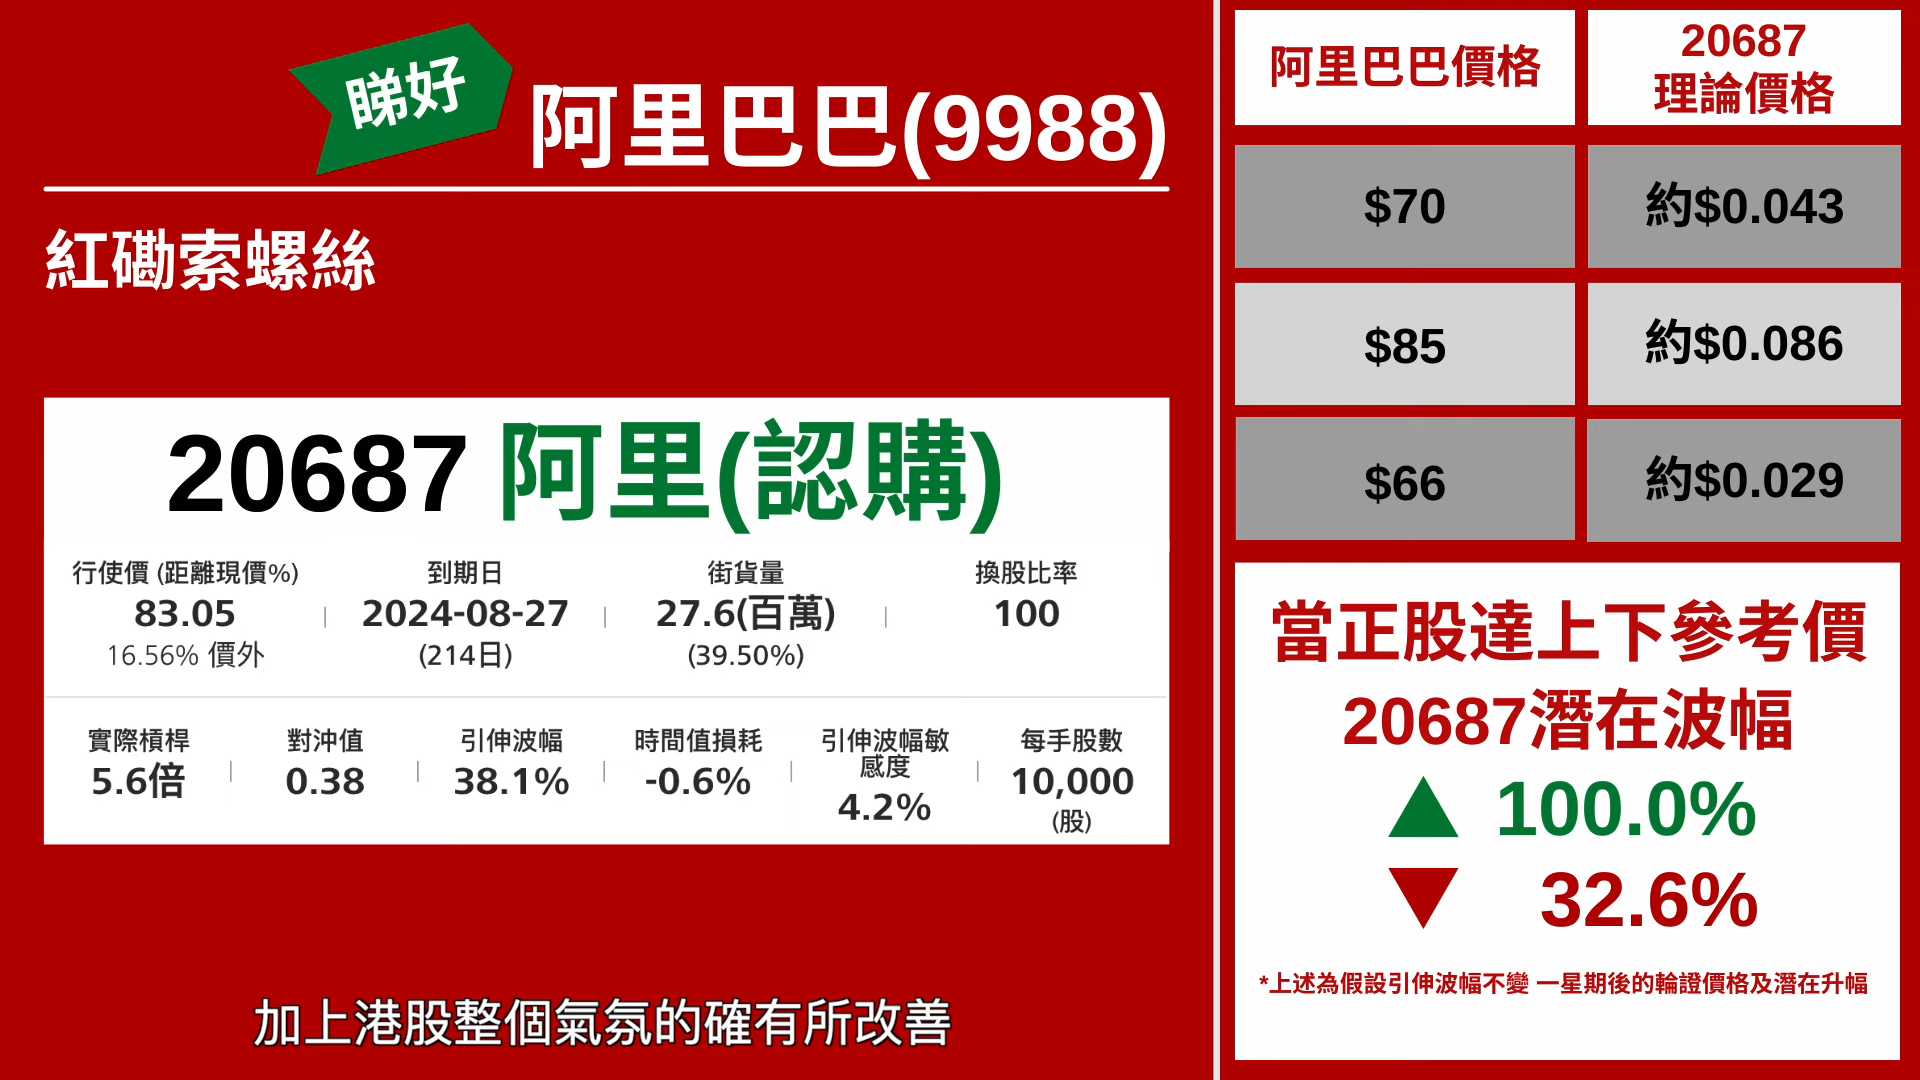 睇好
阿里巴巴(9988)
紅磡索螺絲
20687 阿里(認購)
行使價 (距離現價%)
83.05
16.56% 價外
到期日
2024-08-27
(214日)
街貨量
27.6(百萬)
(39.50%)
換股比率
100
實際槓桿
5.6倍
對沖值
0.38
引伸波幅
38.1%
時間值損耗
-0.6%
引伸波幅敏
感度
4.2%
每手股數
10,000
(股)
加上港股整個氣氛的確有所改善
阿里巴巴價格
20687
理論價格
$70
約$0.043
$85
約$0.086
$66
約$0.029
當正股達上下參考價
20687潛在波幅
▲ 100.0%
▼ 32.6%
*上述為假設引伸波幅不變 一星期後的輪證價格及潛在升幅